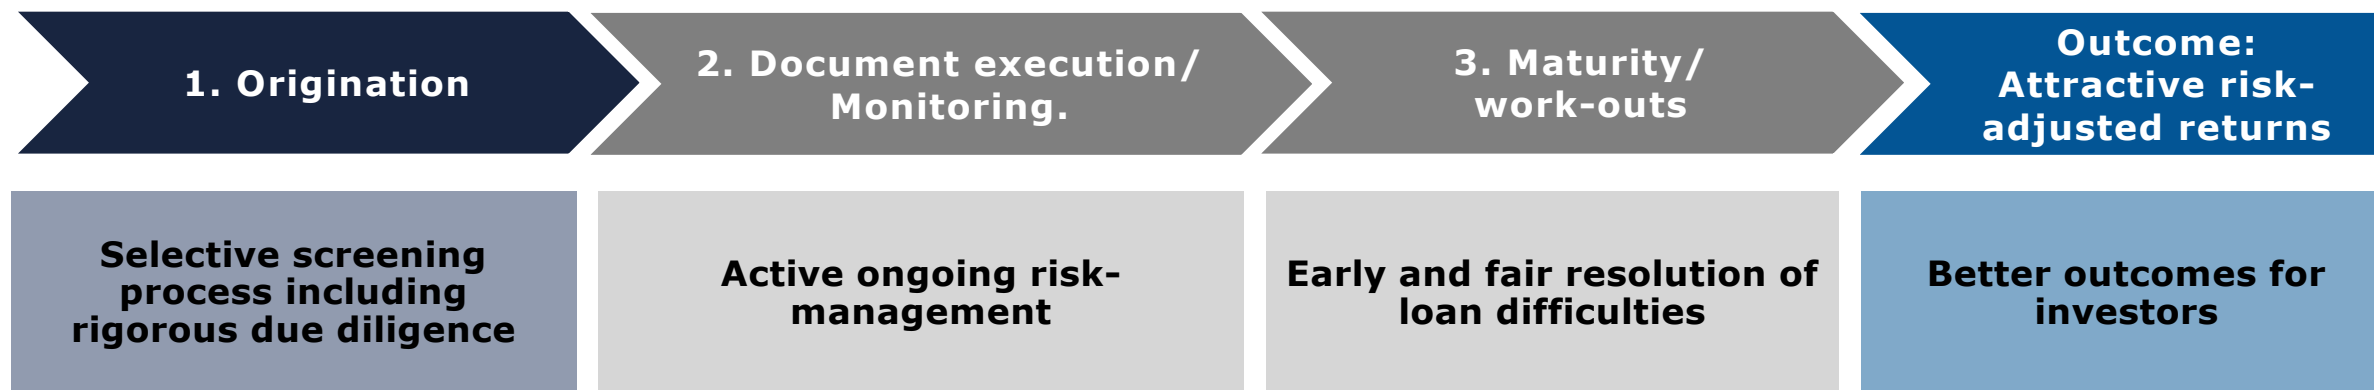 1. Origination
2. Document execution/
Monitoring.
3. Maturity/
work-outs
Outcome:
Attractive risk-
adjusted returns
Selective screening
process including
rigorous due diligence
Active ongoing risk-
management
Early and fair resolution of
loan difficulties
Better outcomes for
investors